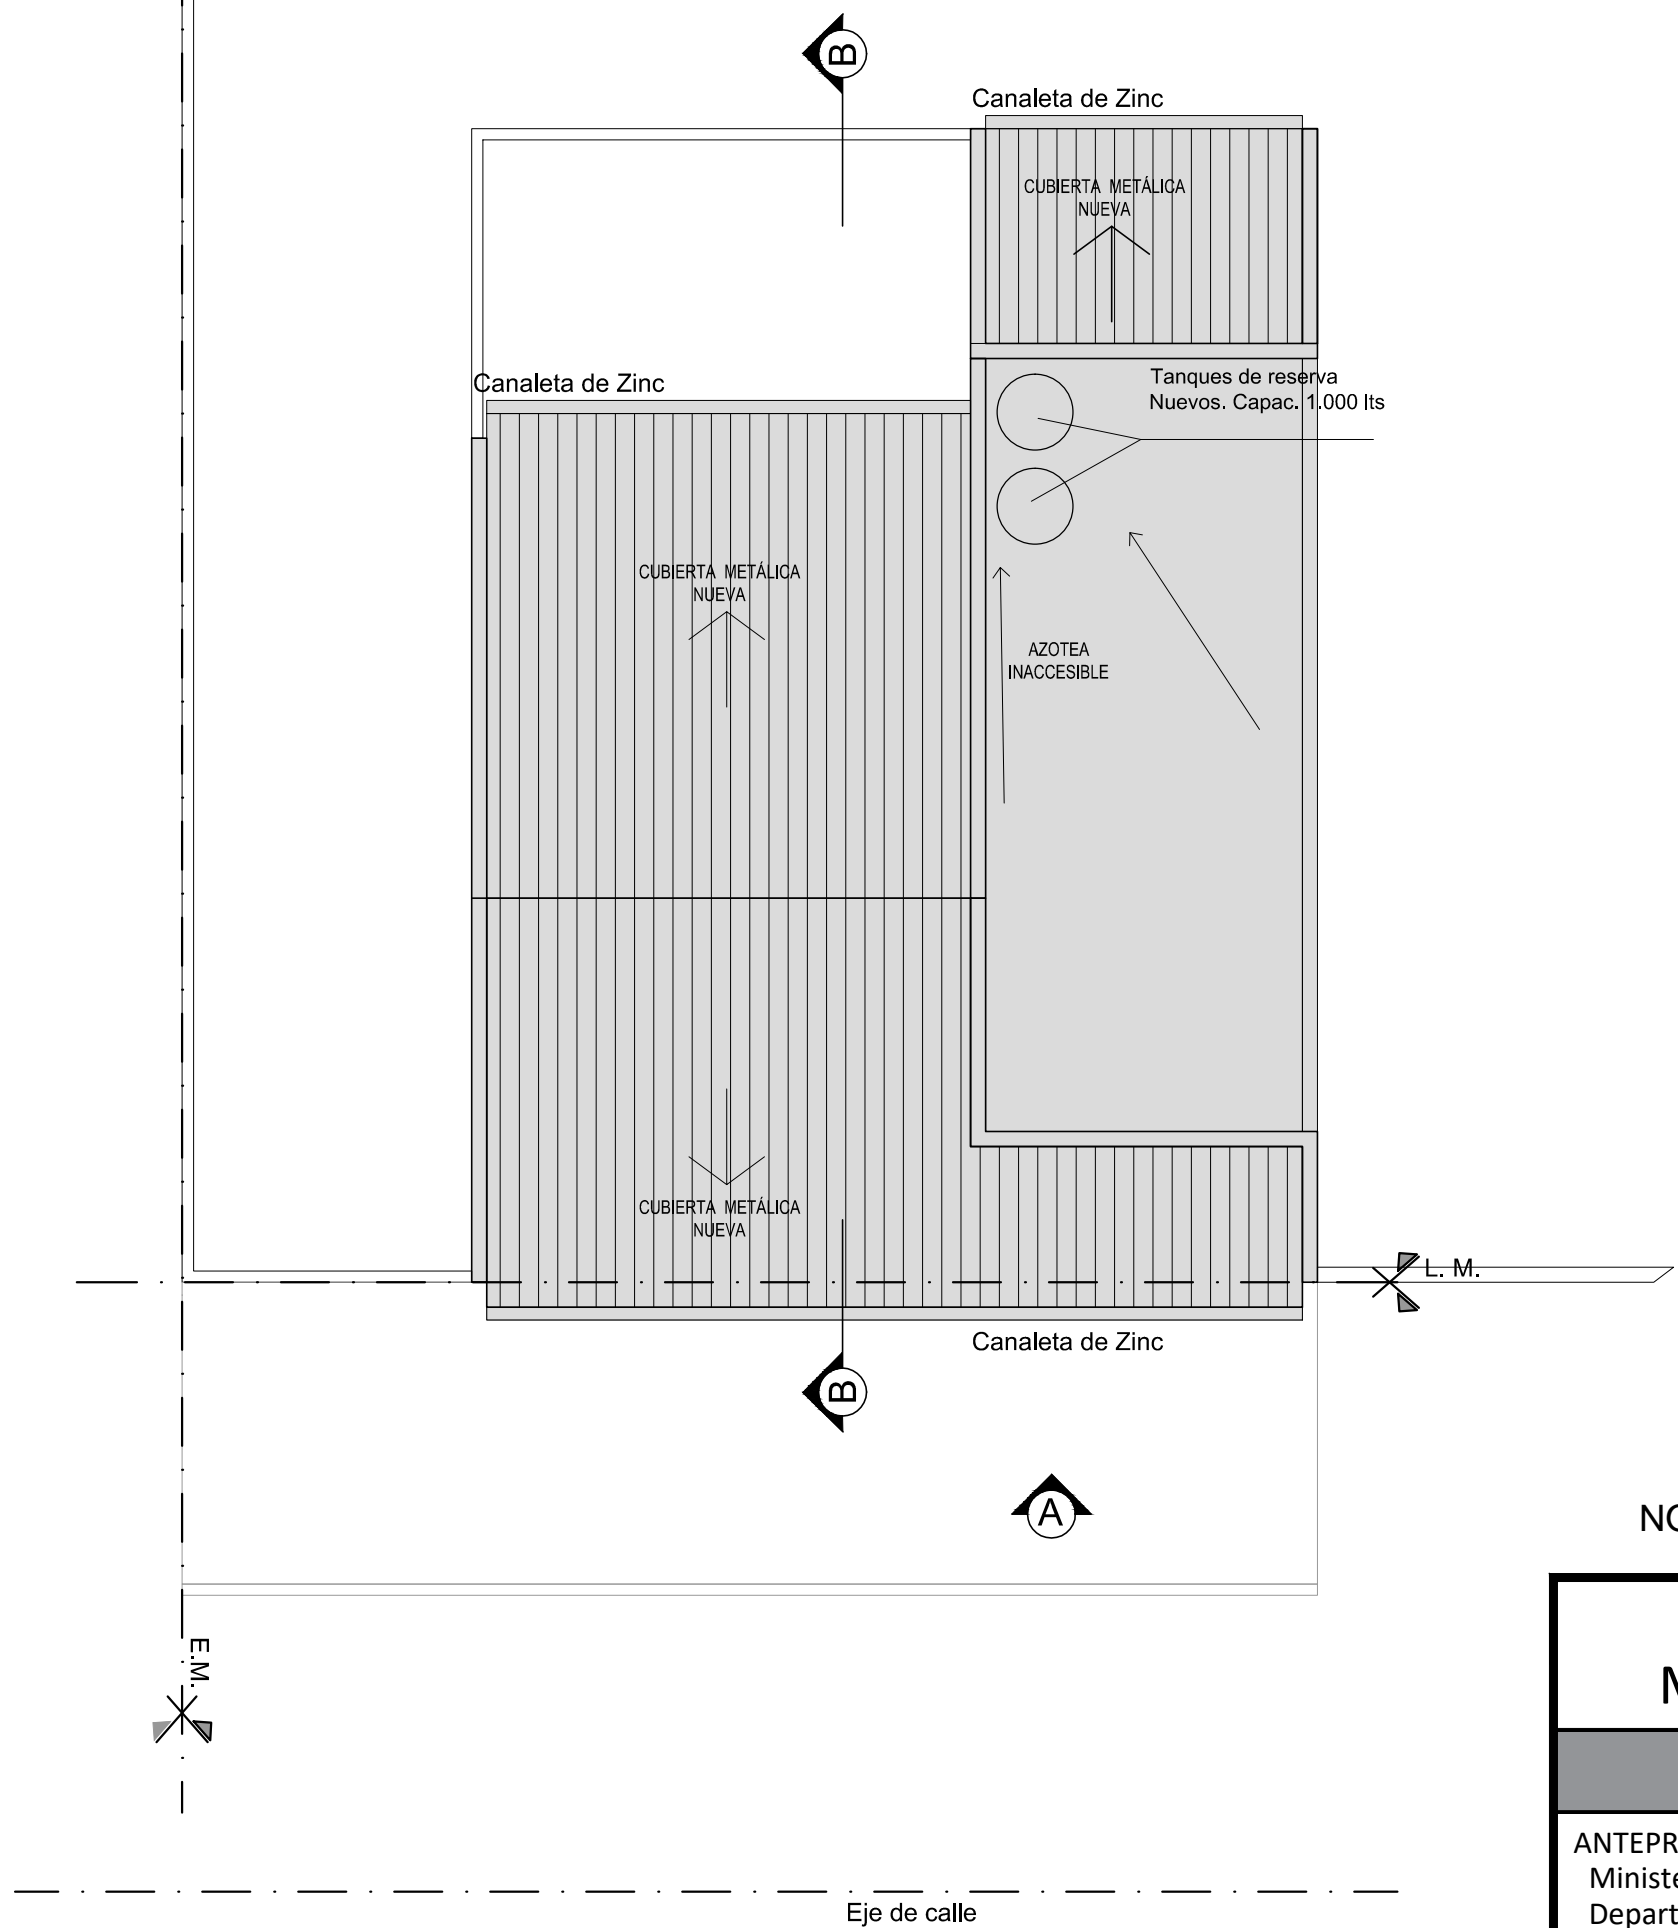 B
Canaleta de Zinc
CUBIERTA METÁLICA
NUEVA
Tanques de reserva
Nuevos. Capac. 1.000 lts
Canaleta de Zinc
CUBIERTA METÁLICA
NUEVA
AZOTEA
INACCESIBLE
CUBIERTA METÁLICA
NUEVA
L. M.
Canaleta de Zinc
B
A
E.M.
Eje de calle